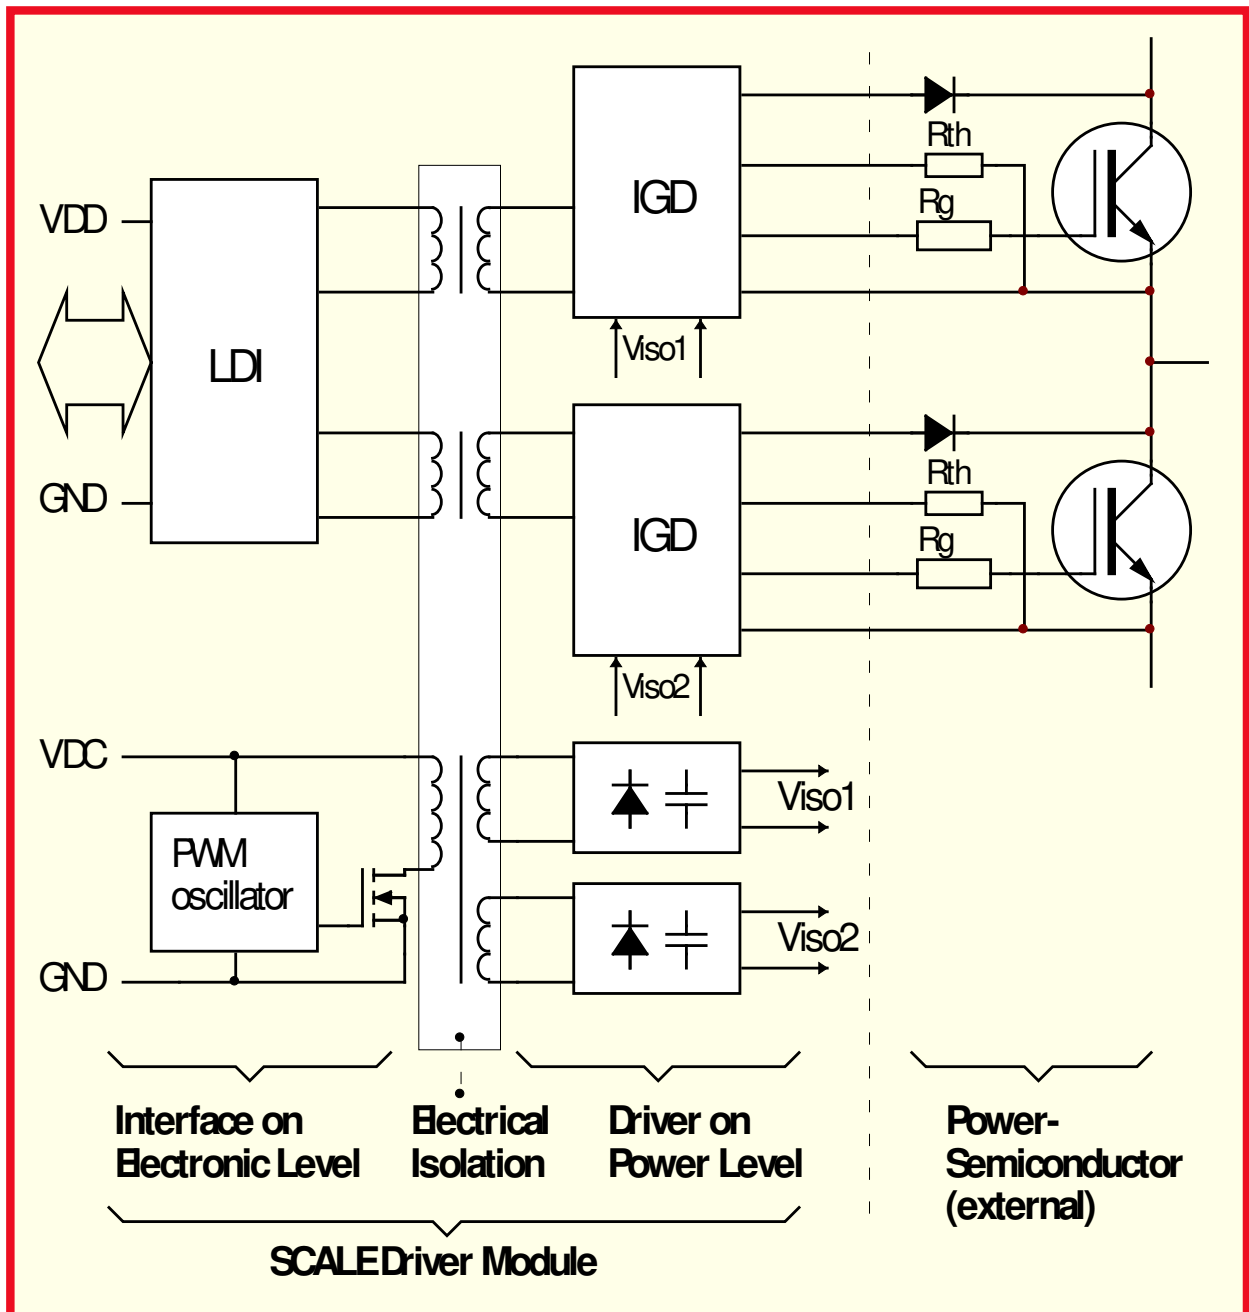 VDD
LDI
GND
IGD
Viso1
Rth
Rg
IGD
Viso2
Rth
Rg
VDC
PWM
oscillator
GND
Viso1
Viso2
Interface on
Electronic Level
Electrical
Isolation
Driver on
Power Level
Power-
Semiconductor
(external)
SCALE Driver Module